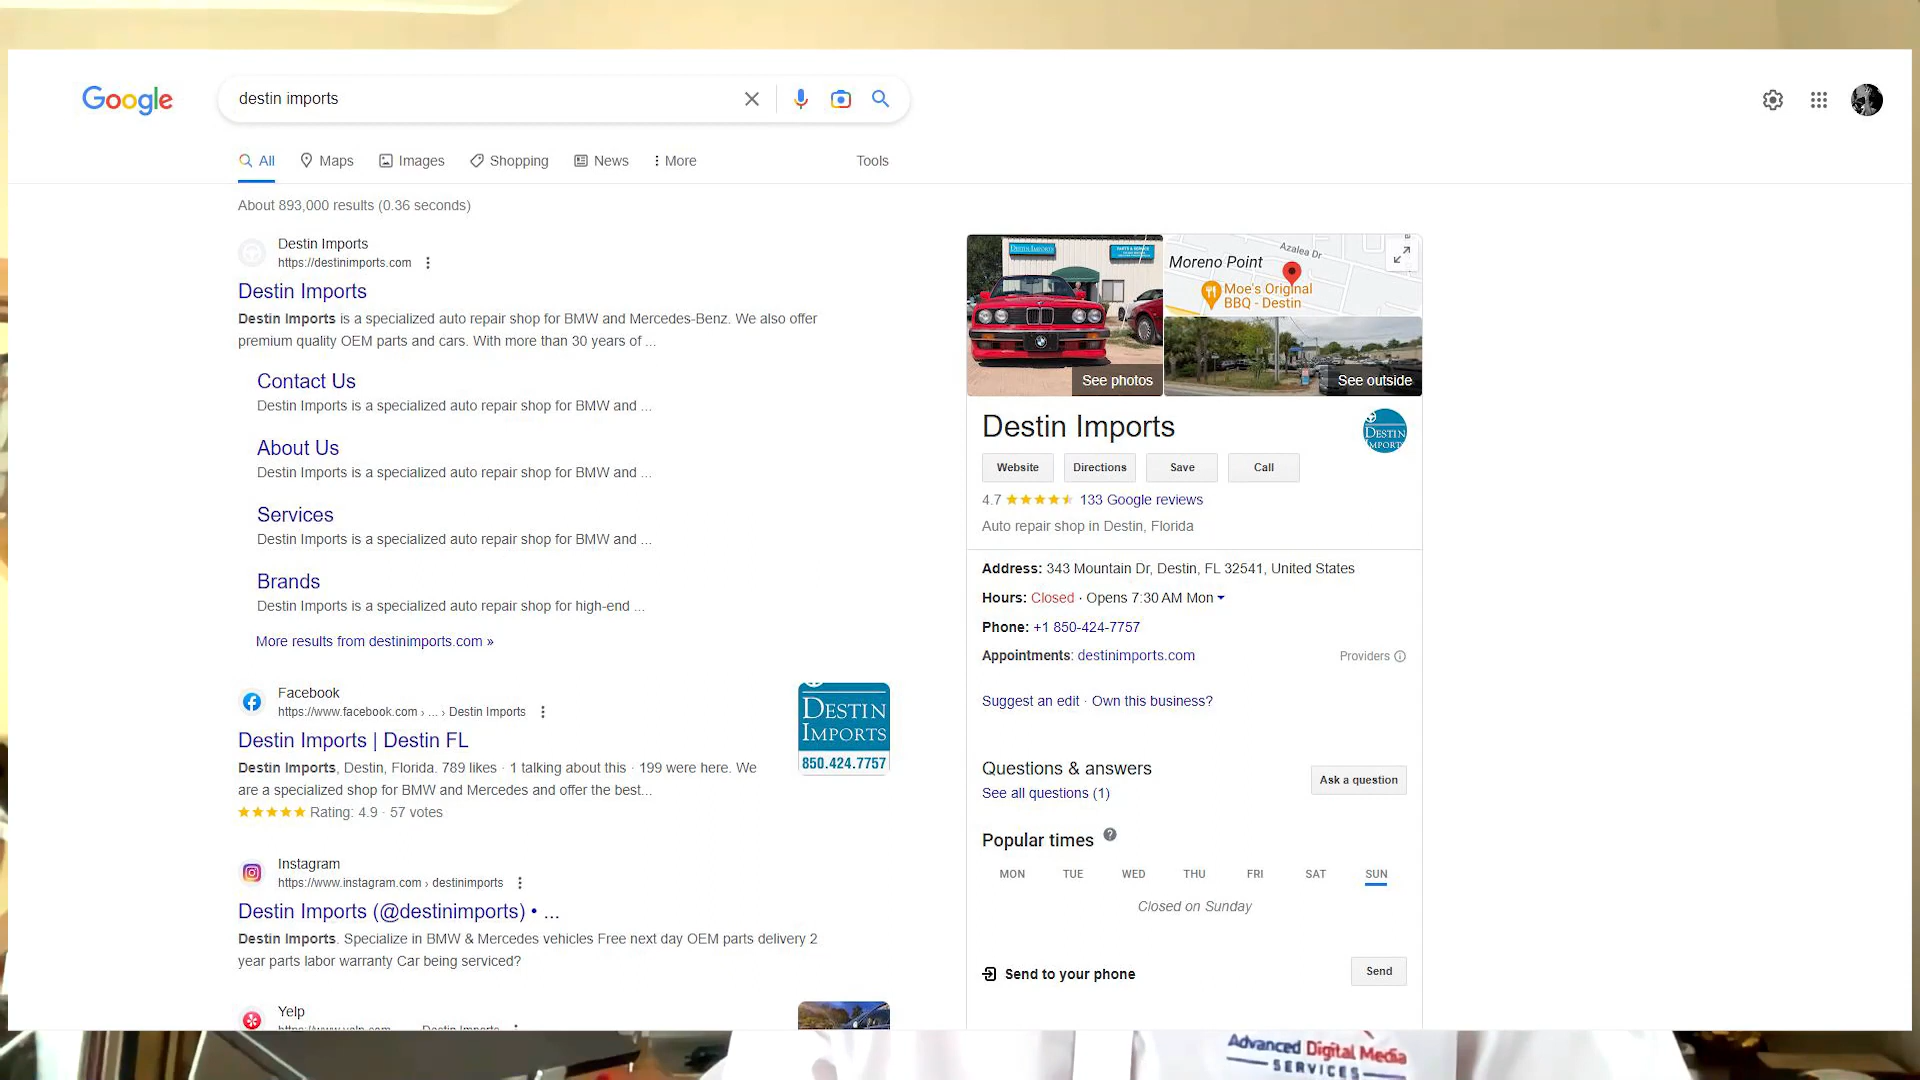 Google
destin imports
All
Maps
Images
Shopping
News
More
Tools
About 893,000 results (0.36 seconds)
Destin Imports
https://destinimports.com
Destin Imports
Destin Imports is a specialized auto repair shop for BMW and Mercedes-Benz. We also offer
premium quality OEM parts and cars. With more than 30 years of ...
Contact Us
Destin Imports is a specialized auto repair shop for BMW and ...
About Us
Destin Imports is a specialized auto repair shop for BMW and ...
Services
Destin Imports is a specialized auto repair shop for BMW and ...
Brands
Destin Imports is a specialized auto repair shop for high-end ...
More results from destinimports.com »
Facebook
https://www.facebook.com › ... › Destin Imports
Destin Imports | Destin FL
Destin Imports, Destin, Florida. 789 likes · 1 talking about this · 199 were here. We
are a specialized shop for BMW and Mercedes and offer the best...
Rating: 4.9 · 57 votes
DESTIN
IMPORTS
850.424.7757
Instagram
https://www.instagram.com › destinimports
Destin Imports (@destinimports) • ...
Destin Imports. Specialize in BMW & Mercedes vehicles Free next day OEM parts delivery 2
year parts labor warranty Car being serviced?
Yelp
https://www.yelp.com › ... › Destin Imports
DESTIN IMPORTS
PARTS & SERVICE
See photos
Azalea Dr
Moreno Point
Moe's Original
BBQ - Destin
See outside
Destin Imports
DESTIN
IMPORTS
Website
Directions
Save
Call
4.7
133 Google reviews
Auto repair shop in Destin, Florida
Address: 343 Mountain Dr, Destin, FL 32541, United States
Hours: Closed · Opens 7:30 AM Mon
Phone: +1 850-424-7757
Appointments: destinimports.com
Providers
Suggest an edit · Own this business?
Questions & answers
See all questions (1)
Ask a question
Popular times
MON TUE WED THU FRI SAT SUN
Closed on Sunday
Send to your phone
Send
Advanced Digital Media
SERVICES